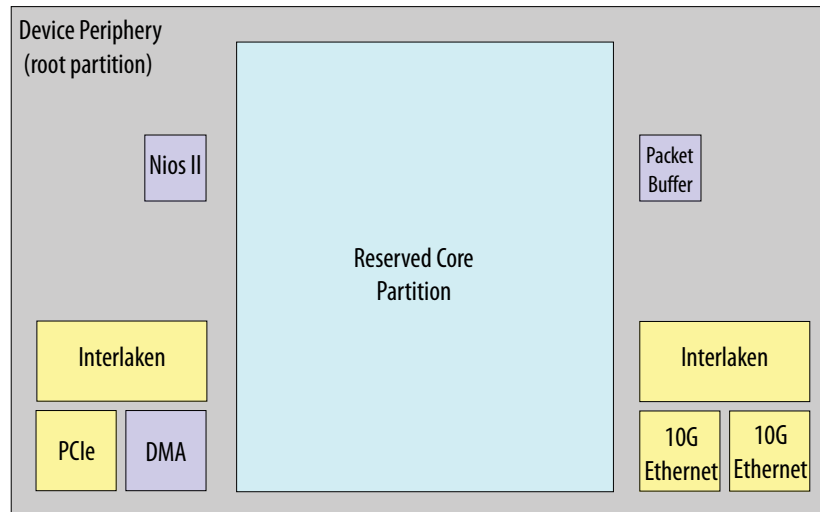 Device Periphery
(root partition)
Nios II
Packet
Buffer
Reserved Core
Partition
Interlaken
Interlaken
PCIe
DMA
10G
Ethernet
10G
Ethernet